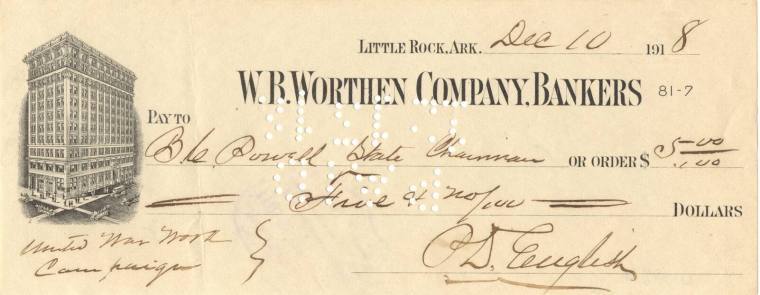 LITTLE ROCK, ARK. Dec 10 1918
W. B. WORTHEN COMPANY, BANKERS 81-7
PAY TO
B.C. Powell State Chairman OR ORDER $ 5.00
Five & no/100 DOLLARS
United War Work
Campaign
English